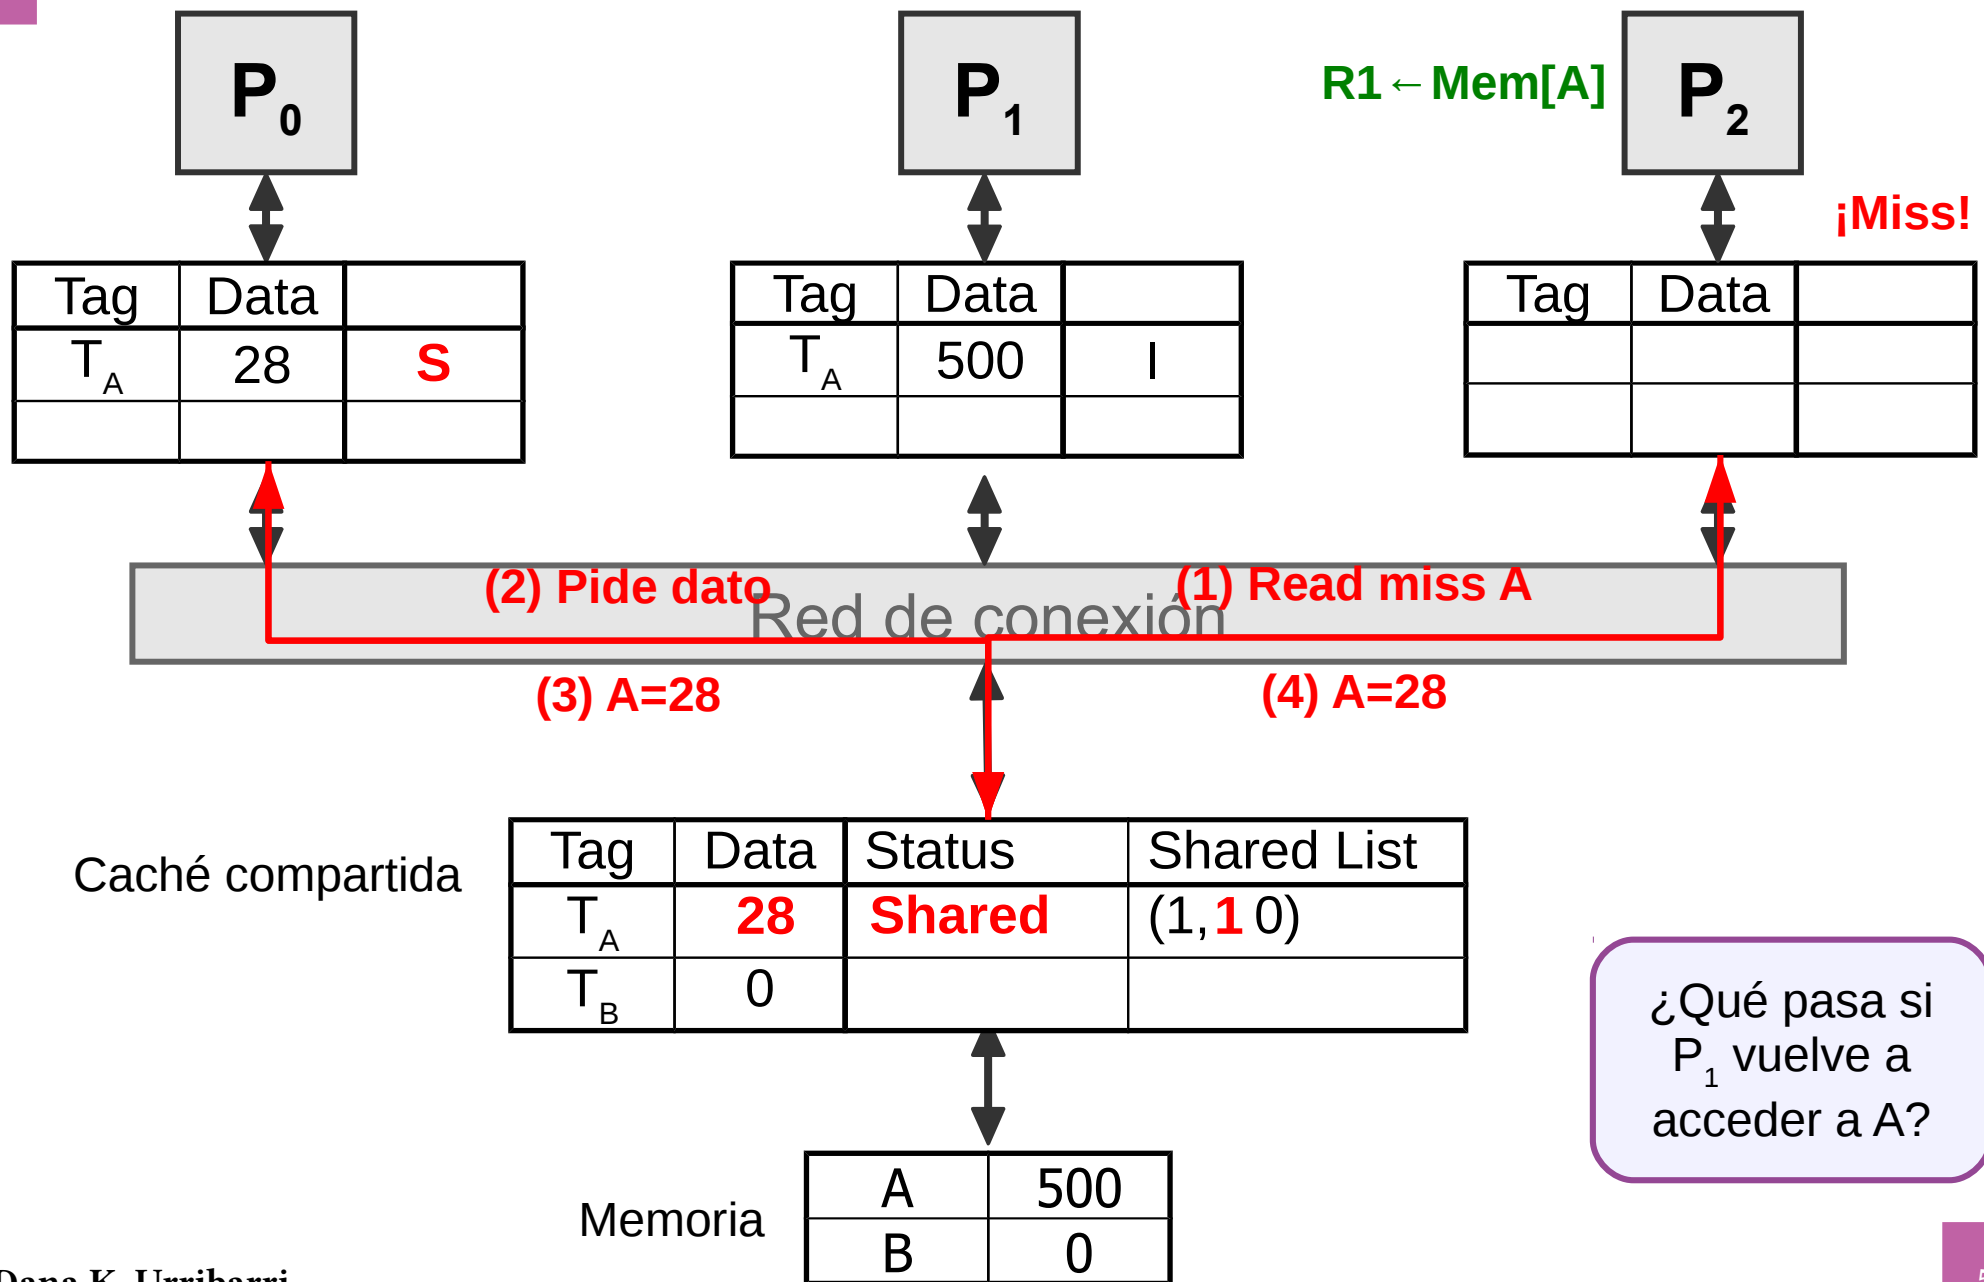 P0
P1
R1←Mem[A]
P2
¡Miss!
Tag Data
TA 28 S
Tag Data
TA 500 I
Tag Data
(2) Pide dato
(1) Read miss A
Red de conexión
(3) A=28
(4) A=28
Caché compartida
Tag Data Status Shared List
TA 28 Shared (1,1 0)
TB 0
¿Qué pasa si
P1 vuelve a
acceder a A?
Memoria
A 500
B 0
Dana K. Urribarri